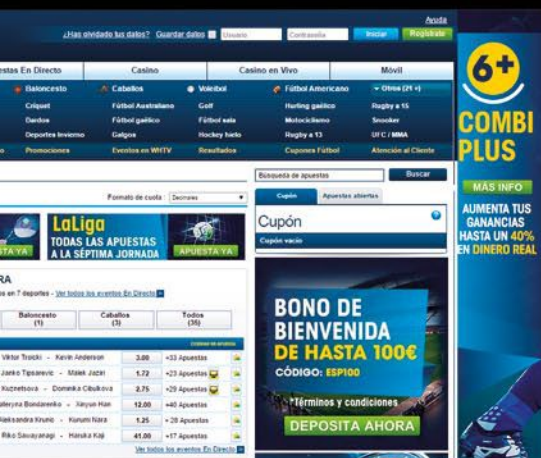 Ayuda
¿Has olvidado tus datos? Guardar datos Usuario Contraseña Iniciar Regístrate
estas En Directo Casino Casino en Vivo Móvil
Baloncesto Caballos Voleibol Fútbol Americano Otros (21 +)
Críquet Fútbol Australiano Golf Hurling gaélico Rugby a 15
Dardos Fútbol gaélico Fútbol sala Motociclismo Snooker
Deportes Invierno Galgos Hockey hielo Rugby a 13 UFC / MMA
Promociones Eventos en WHTV Resultados Cupones Fútbol Atención al Cliente
Búsqueda de apuestas Buscar
Formato de cuota : Decimales
Cupón Apuestas abiertas
Cupón
Cupón vacío
STA YA
LaLiga
TODAS LAS APUESTAS
A LA SÉPTIMA JORNADA
APUESTA YA
RA
os en 7 deportes - Ver todos los eventos En Directo
Baloncesto (1) Caballos (3) Todos (35)
Viktor Troicki - Kevin Anderson 3.00 +33 Apuestas
Janko Tipsarevic - Malek Jaziri 1.72 +23 Apuestas
Kuznetsova - Dominika Cibulkova 2.75 +29 Apuestas
ateryna Bondarenko - Xinyun Han 12.00 +40 Apuestas
Aleksandra Krunic - Kurumi Nara 1.25 + 28 Apuestas
Riko Sawayanagi - Haruka Kaji 41.00 +17 Apuestas
Ver todos los eventos En Directo
BONO DE
BIENVENIDA
DE HASTA 100€
CÓDIGO: ESP100
*Términos y condiciones
DEPOSITA AHORA
6+
COMBI
PLUS
MÁS INFO
AUMENTA TUS
GANANCIAS
HASTA UN 40%
EN DINERO REAL